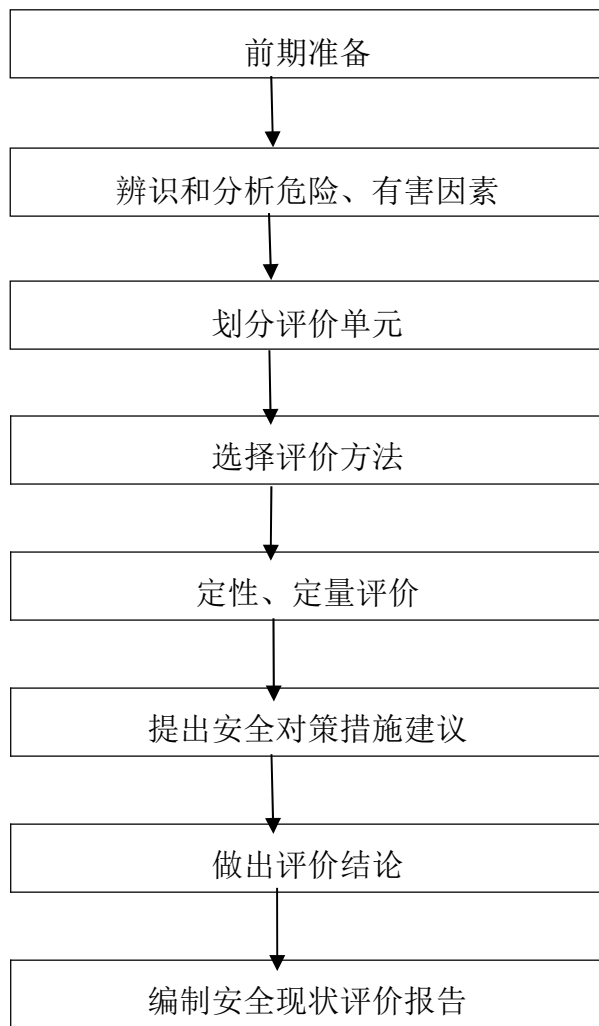 前期准备
辨识和分析危险、有害因素
划分评价单元
选择评价方法
定性、定量评价
提出安全对策措施建议
做出评价结论
编制安全现状评价报告